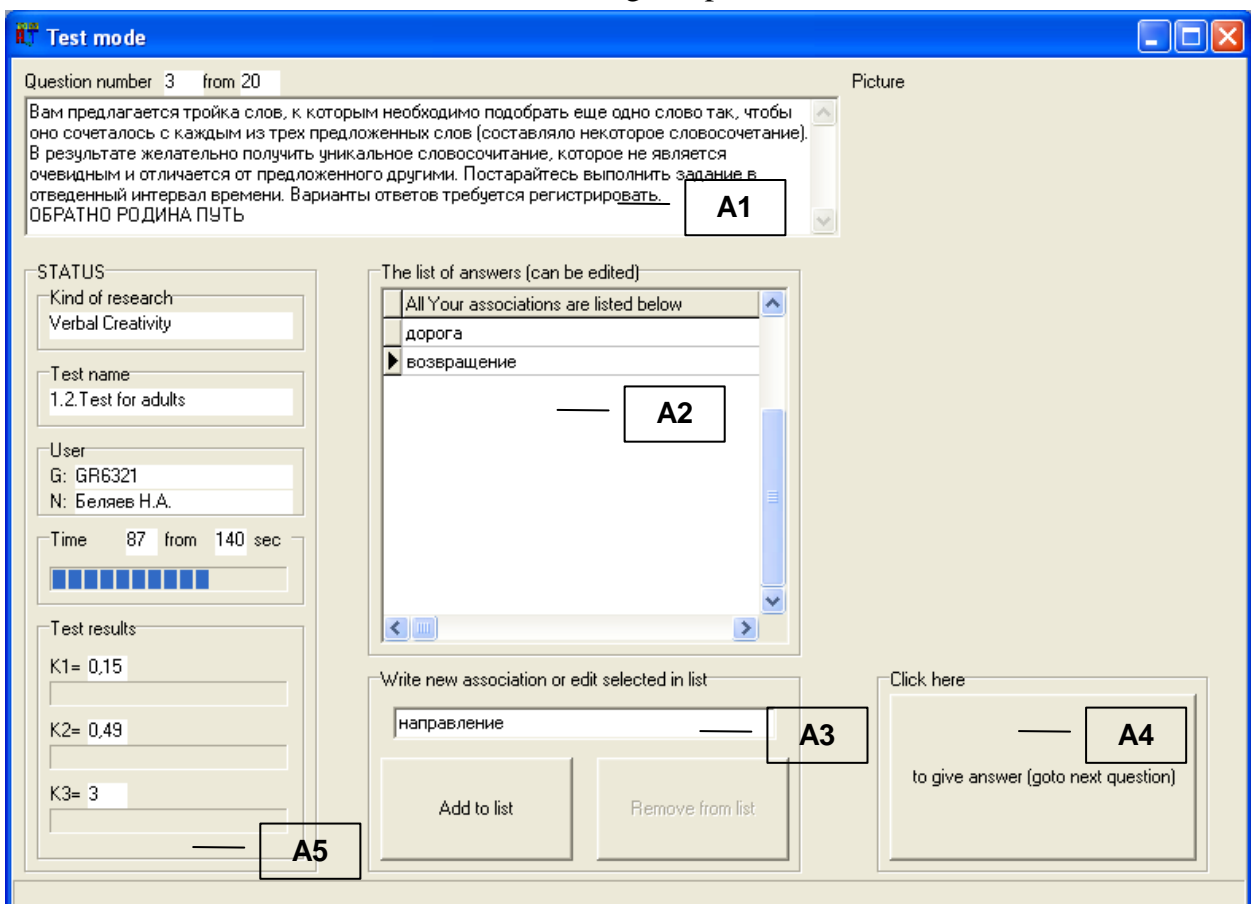 Test mode
Question number 3 from 20
Picture
Вам предлагается тройка слов, к которым необходимо подобрать еще одно слово так, чтобы
оно сочеталось с каждым из трех предложенных слов (составляло некоторое словосочетание).
В результате желательно получить уникальное словосочитание, которое не является
очевидным и отличается от предложенного другими. Постарайтесь выполнить задание в
отведенный интервал времени. Варианты ответов требуется регистрировать.
ОБРАТНО РОДИНА ПУТЬ
A1
STATUS
Kind of research
Verbal Creativity
Test name
1.2.Test for adults
User
G: GR6321
N: Беляев Н.А.
Time 87 from 140 sec
Test results
K1= 0,15
K2= 0,49
K3= 3
A5
The list of answers (can be edited)
All Your associations are listed below
дорога
возвращение
A2
Write new association or edit selected in list
направление
A3
Add to list
Remove from list
Click here
A4
to give answer (goto next question)